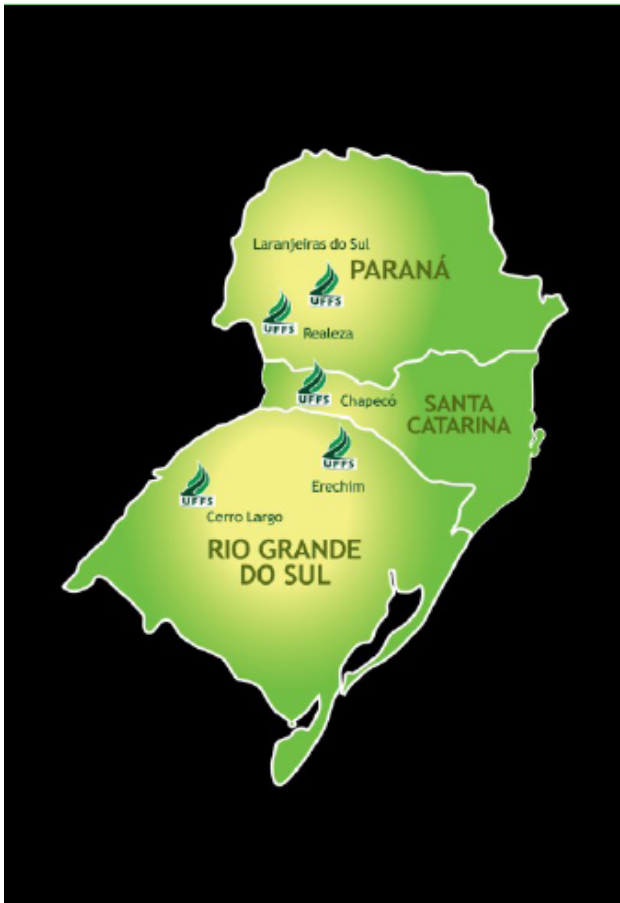 Laranjeiras do Sul
PARANÁ
UFFS
UFFS
Realeza
UFFS
Chapecó
SANTA
CATARINA
UFFS
Erechim
UFFS
Cerro Largo
RIO GRANDE
DO SUL